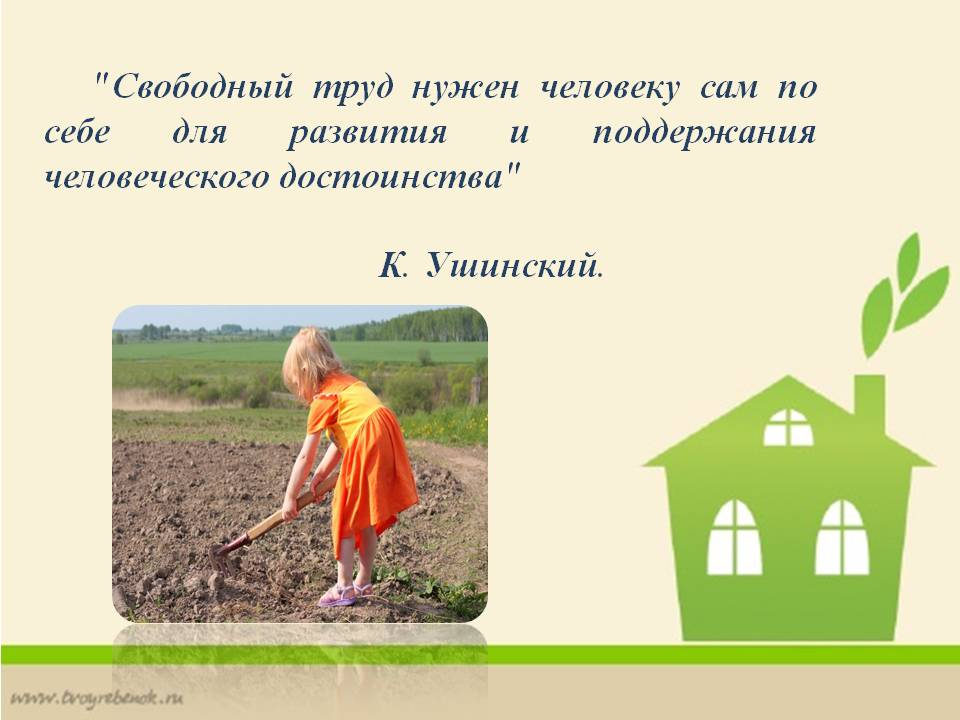 "Свободный труд нужен человеку сам по
себе для развития и поддержания
человеческого достоинства"
К. Ушинский.
www.tvoyrebenok.ru